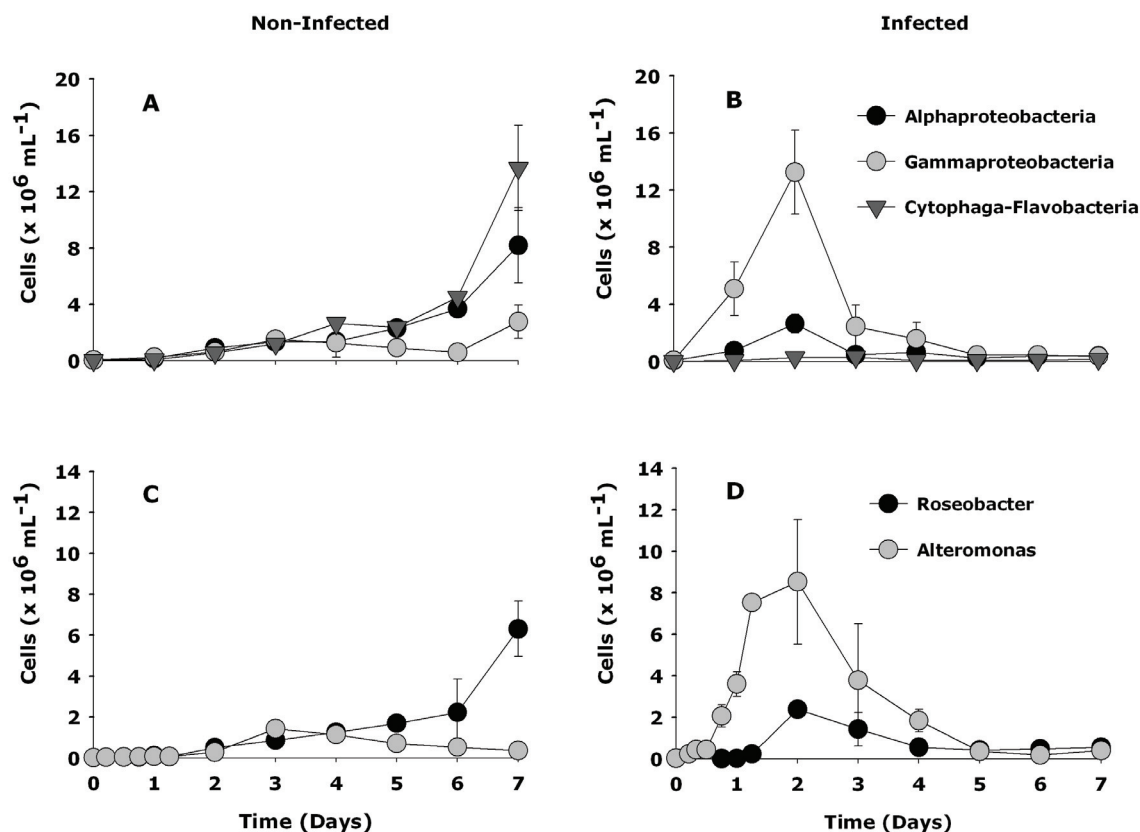 Non-Infected
Infected
A
Cells (x 10⁶ mL⁻¹)
20
16
12
8
4
0
B
Cells (x 10⁶ mL⁻¹)
20
16
12
8
4
0
Alphaproteobacteria
Gammaproteobacteria
Cytophaga-Flavobacteria
C
Cells (x 10⁶ mL⁻¹)
14
12
10
8
6
4
2
0
0 1 2 3 4 5 6 7
Time (Days)
D
Cells (x 10⁶ mL⁻¹)
14
12
10
8
6
4
2
0
Roseobacter
Alteromonas
0 1 2 3 4 5 6 7
Time (Days)